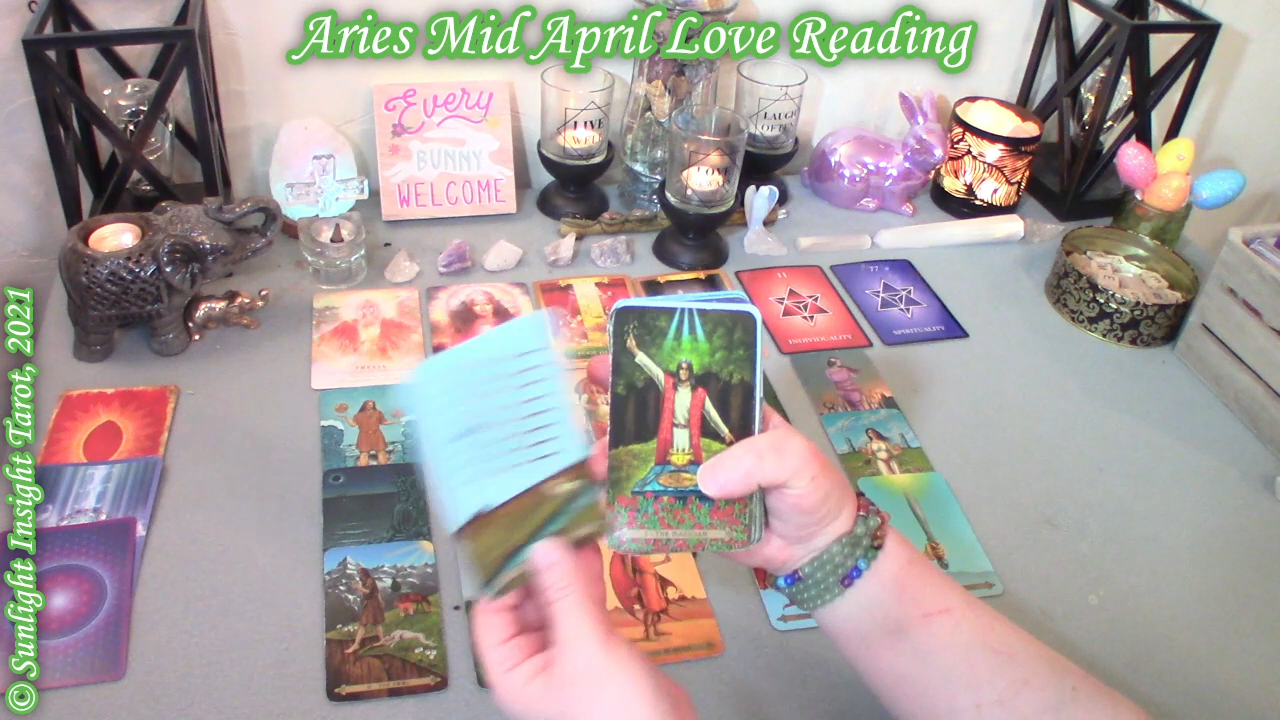 Aries Mid April Love Reading
Every
BUNNY
WELCOME
LIVE
WELL
LAUGH
OFTEN
LOVE
11
INDIVIDUALITY
77
SPIRITUALITY
I THE MAGICIAN
© Sunlight Insight Tarot, 2021